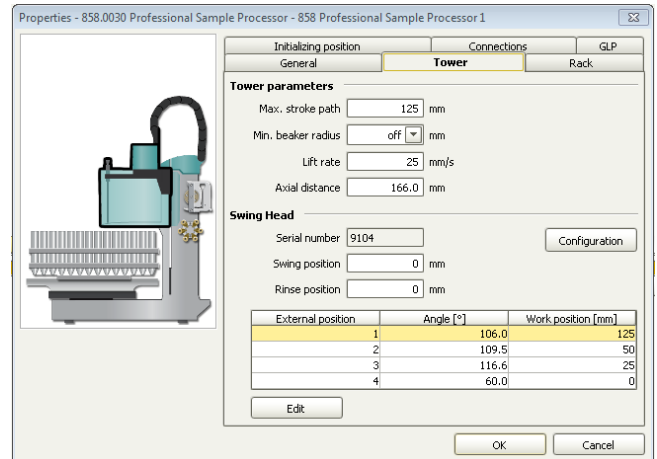 Properties - 858.0030 Professional Sample Processor - 858 Professional Sample Processor 1
Initializing position Connections GLP
General Tower Rack
Tower parameters
Max. stroke path 125 mm
Min. beaker radius off mm
Lift rate 25 mm/s
Axial distance 166.0 mm
Swing Head
Serial number 9104 Configuration
Swing position 0 mm
Rinse position 0 mm
External position Angle [°] Work position [mm]
1 106.0 125
2 109.5 50
3 116.6 25
4 60.0 0
Edit
OK Cancel